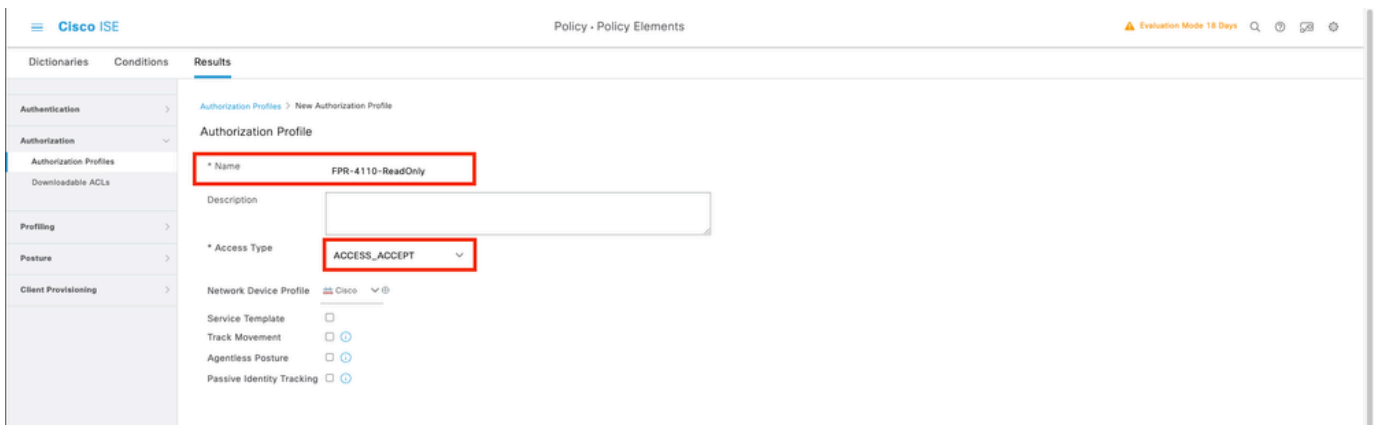 Cisco ISE
Policy · Policy Elements
Evaluation Mode 18 Days
Dictionaries Conditions Results
Authentication
Authorization
Authorization Profiles
Downloadable ACLs
Profiling
Posture
Client Provisioning
Authorization Profiles > New Authorization Profile
Authorization Profile
* Name FPR-4110-ReadOnly
Description
* Access Type ACCESS_ACCEPT
Network Device Profile Cisco
Service Template
Track Movement
Agentless Posture
Passive Identity Tracking